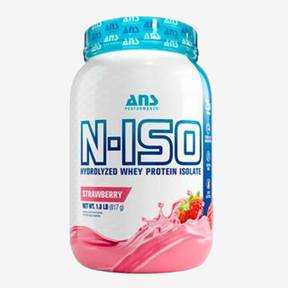 ANS
PERFORMANCE
N-ISO
HYDROLYZED WHEY PROTEIN ISOLATE
STRAWBERRY
NET WT. 1.8 LB (817 g)